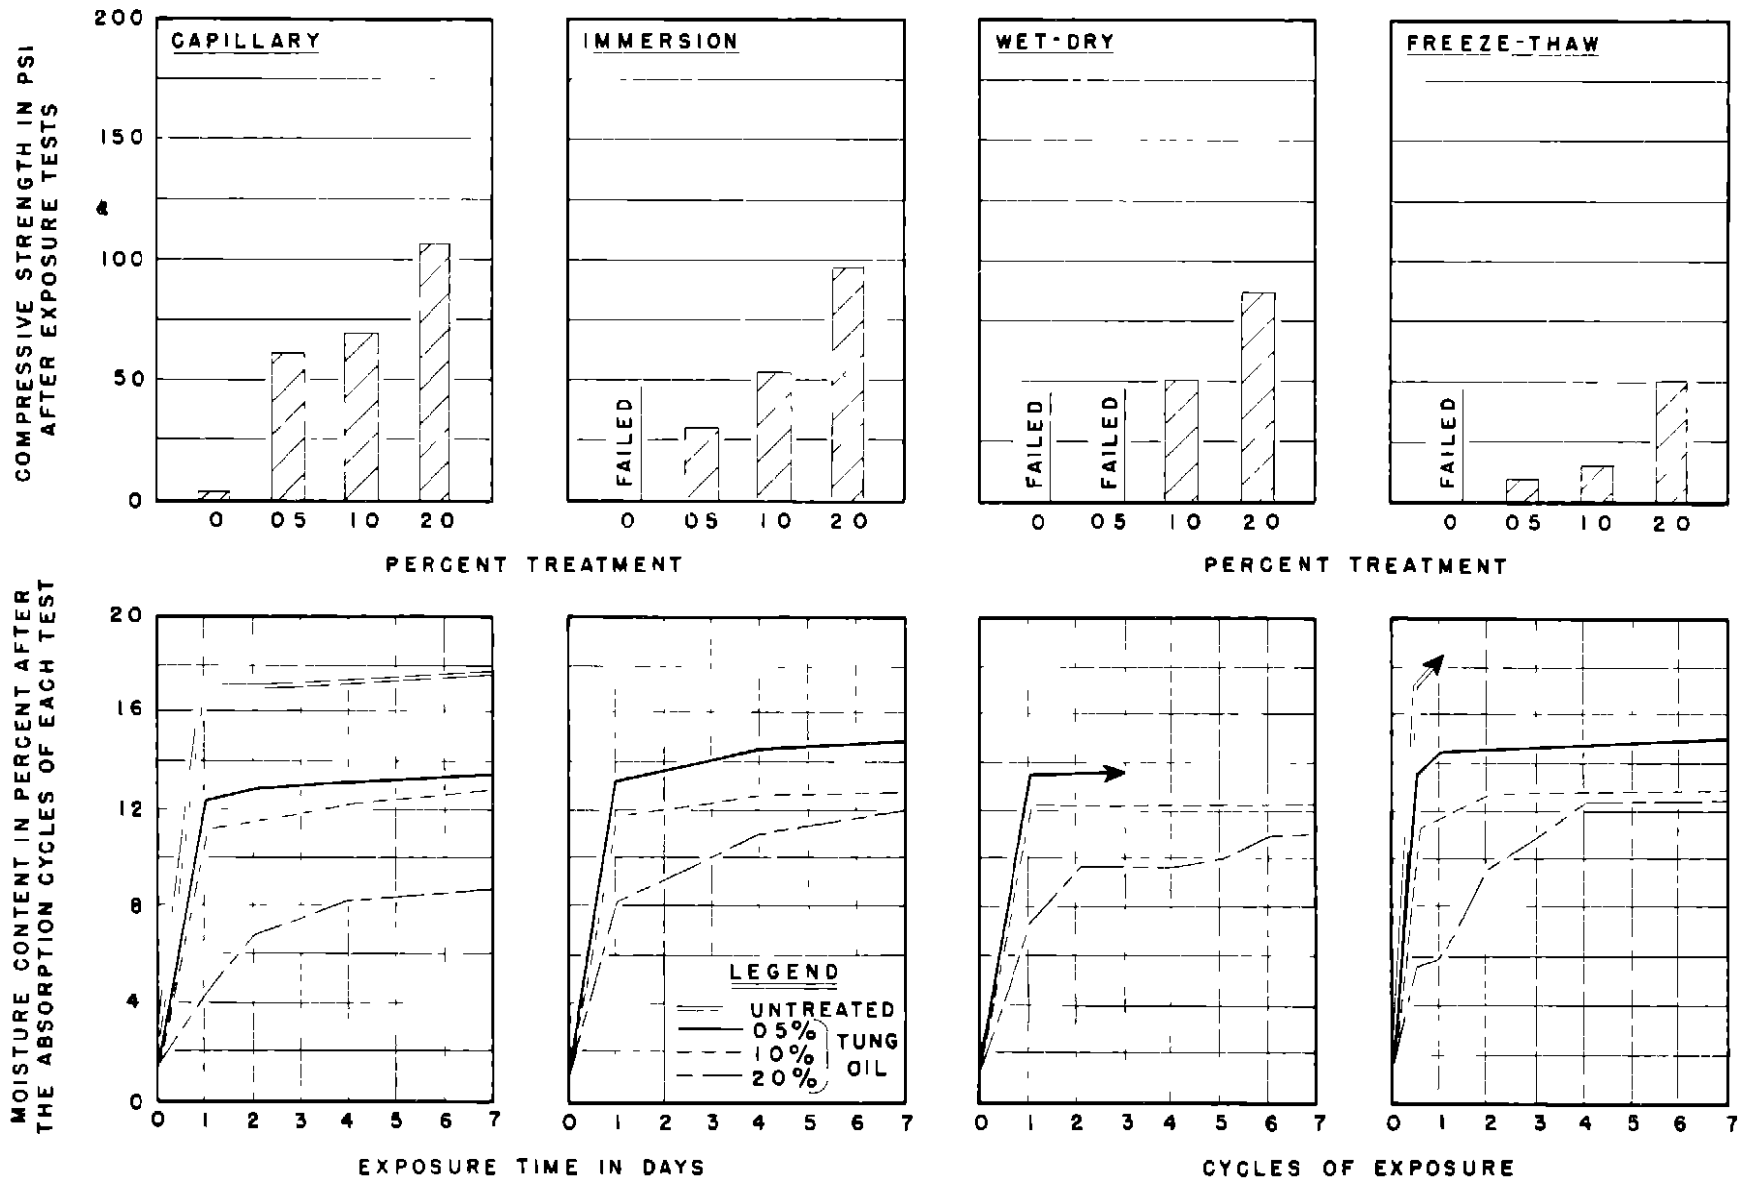 COMPRESSIVE STRENGTH IN PSI
AFTER EXPOSURE TESTS
200
150
100
50
0
CAPILLARY
IMMERSION
WET-DRY
FREEZE-THAW
FAILED
FAILED
FAILED
FAILED
0 05 10 20
0 05 10 20
0 05 10 20
0 05 10 20
PERCENT TREATMENT
PERCENT TREATMENT
MOISTURE CONTENT IN PERCENT AFTER
THE ABSORPTION CYCLES OF EACH TEST
20
16
12
8
4
0
LEGEND
UNTREATED
05%
10%
20%
TUNG
OIL
0 1 2 3 4 5 6 7
0 1 2 3 4 5 6 7
0 1 2 3 4 5 6 7
0 1 2 3 4 5 6 7
EXPOSURE TIME IN DAYS
CYCLES OF EXPOSURE